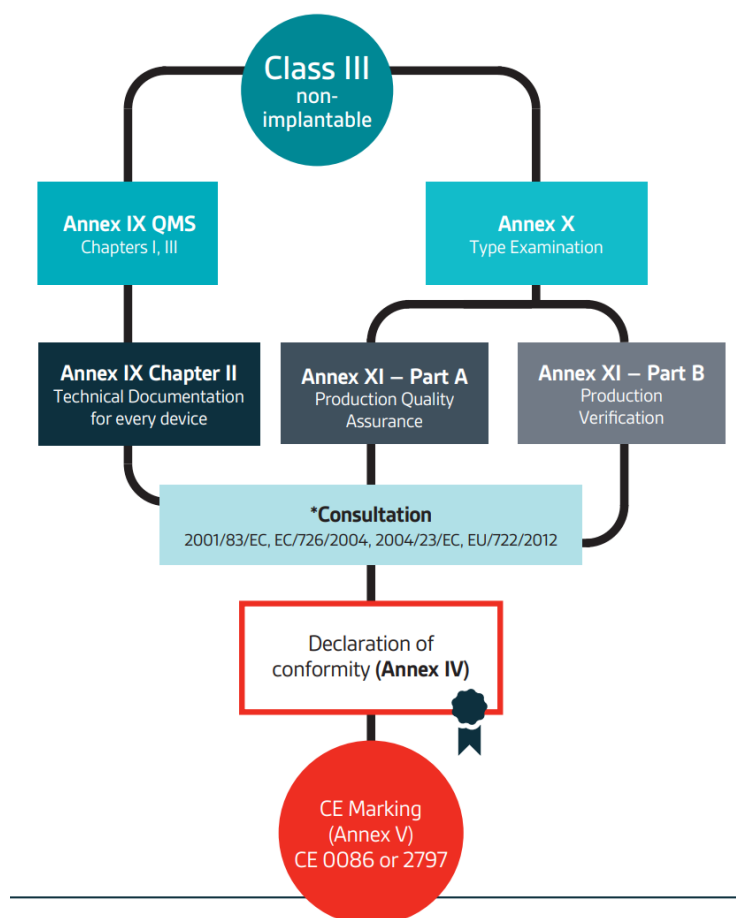 Class III
non-
implantable
Annex IX QMS
Chapters I, III
Annex X
Type Examination
Annex IX Chapter II
Technical Documentation
for every device
Annex XI – Part A
Production Quality
Assurance
Annex XI – Part B
Production
Verification
*Consultation
2001/83/EC, EC/726/2004, 2004/23/EC, EU/722/2012
Declaration of
conformity (Annex IV)
CE Marking
(Annex V)
CE 0086 or 2797